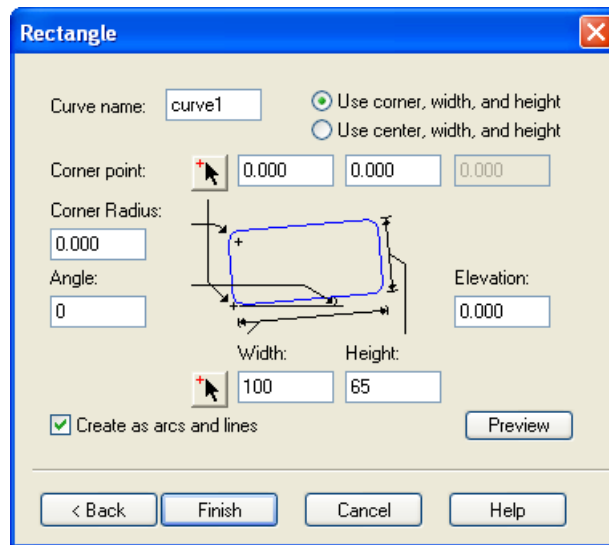 Rectangle
Curve name: curve1
Use corner, width, and height
Use center, width, and height
Corner point: 0.000 0.000 0.000
Corner Radius:
0.000
Angle:
0
Elevation:
0.000
Width: Height:
100 65
Create as arcs and lines
Preview
< Back Finish Cancel Help